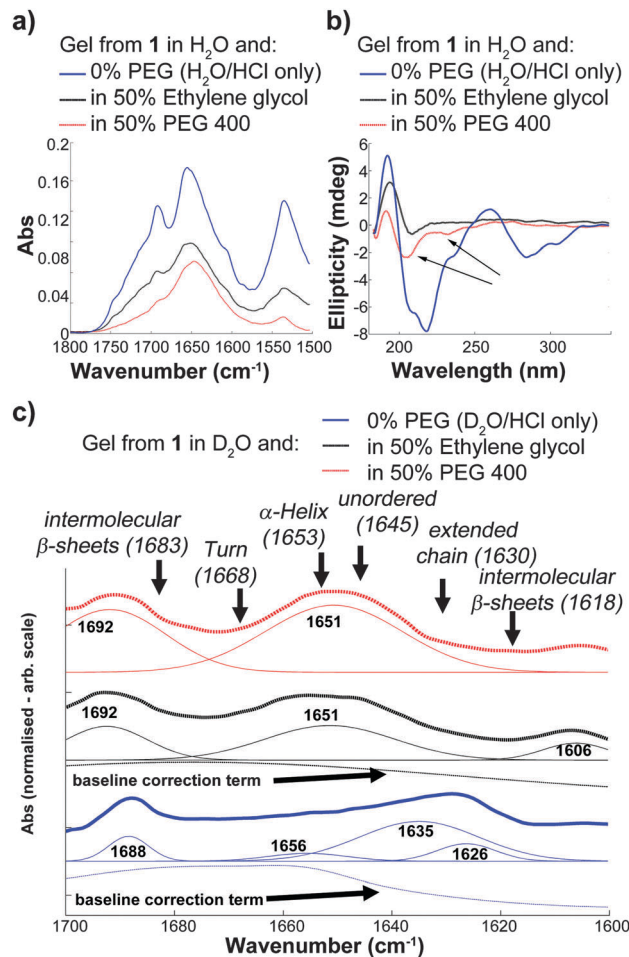 a)
Gel from 1 in H₂O and:
0% PEG (H₂O/HCl only)
in 50% Ethylene glycol
in 50% PEG 400
0.2
0.16
0.12
0.08
0.04
0
Abs
1800 1700 1650 1600 1550 1500
Wavenumber (cm⁻¹)
b)
Gel from 1 in H₂O and:
0% PEG (H₂O/HCl only)
in 50% Ethylene glycol
in 50% PEG 400
6
4
2
0
-2
-4
-6
-8
Ellipticity (mdeg)
200 250 300
Wavelength (nm)
c)
Gel from 1 in D₂O and:
0% PEG (D₂O/HCl only)
in 50% Ethylene glycol
in 50% PEG 400
intermolecular
β-sheets (1683)
Turn
(1668)
α-Helix
(1653)
unordered
(1645)
extended
chain (1630)
intermolecular
β-sheets (1618)
1692
1651
1692
1651
1606
baseline correction term
1688
1656
1635
1626
baseline correction term
Abs (normalised - arb. scale)
1700 1680 1660 1640 1620 1600
Wavenumber (cm⁻¹)